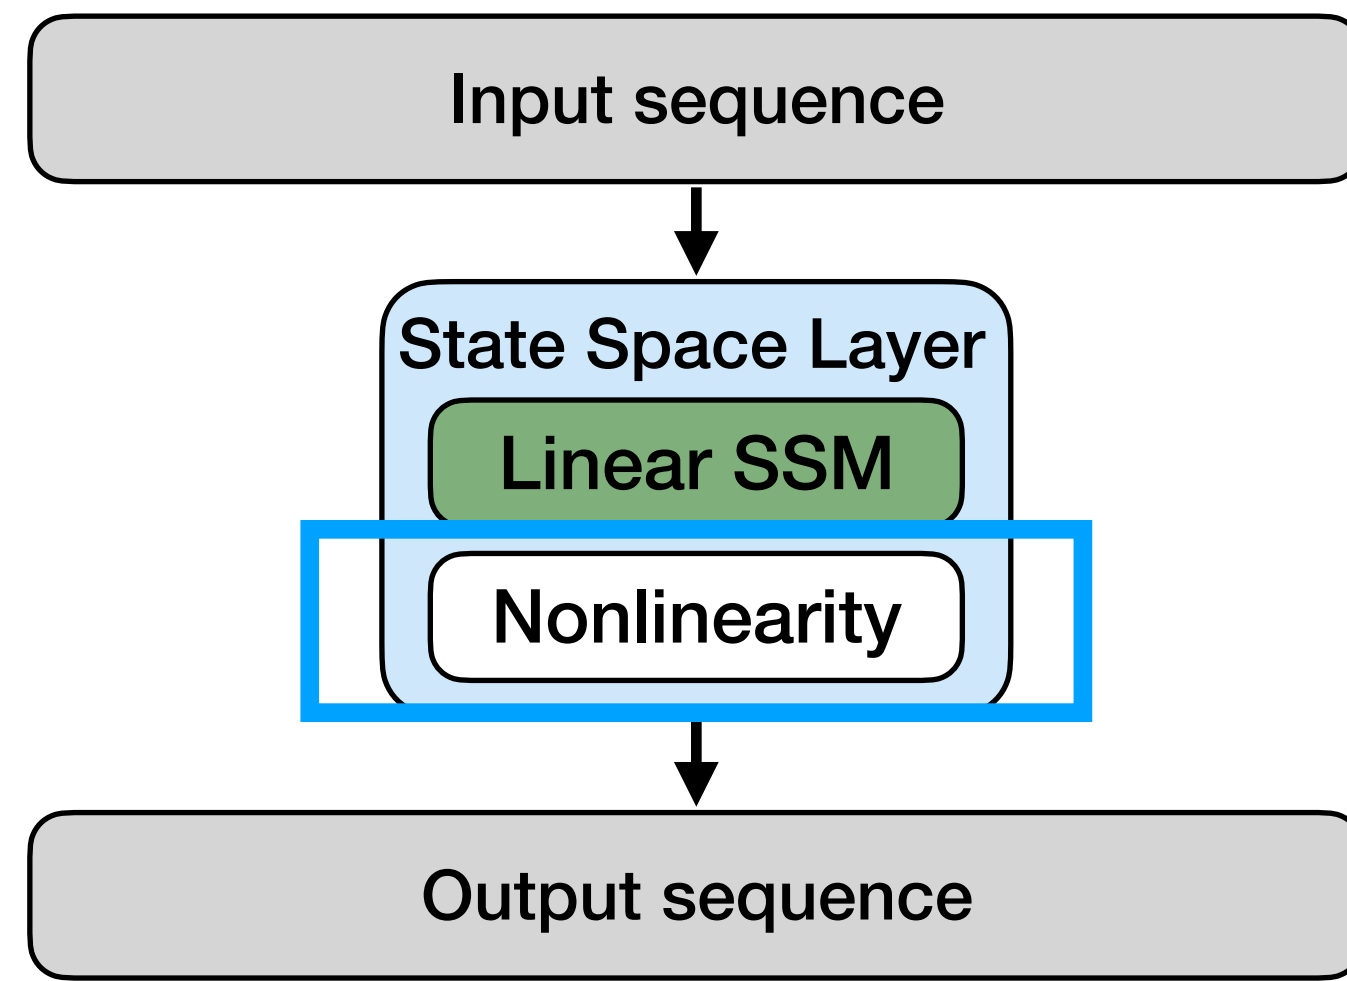 Input sequence
State Space Layer
Linear SSM
Nonlinearity
Output sequence